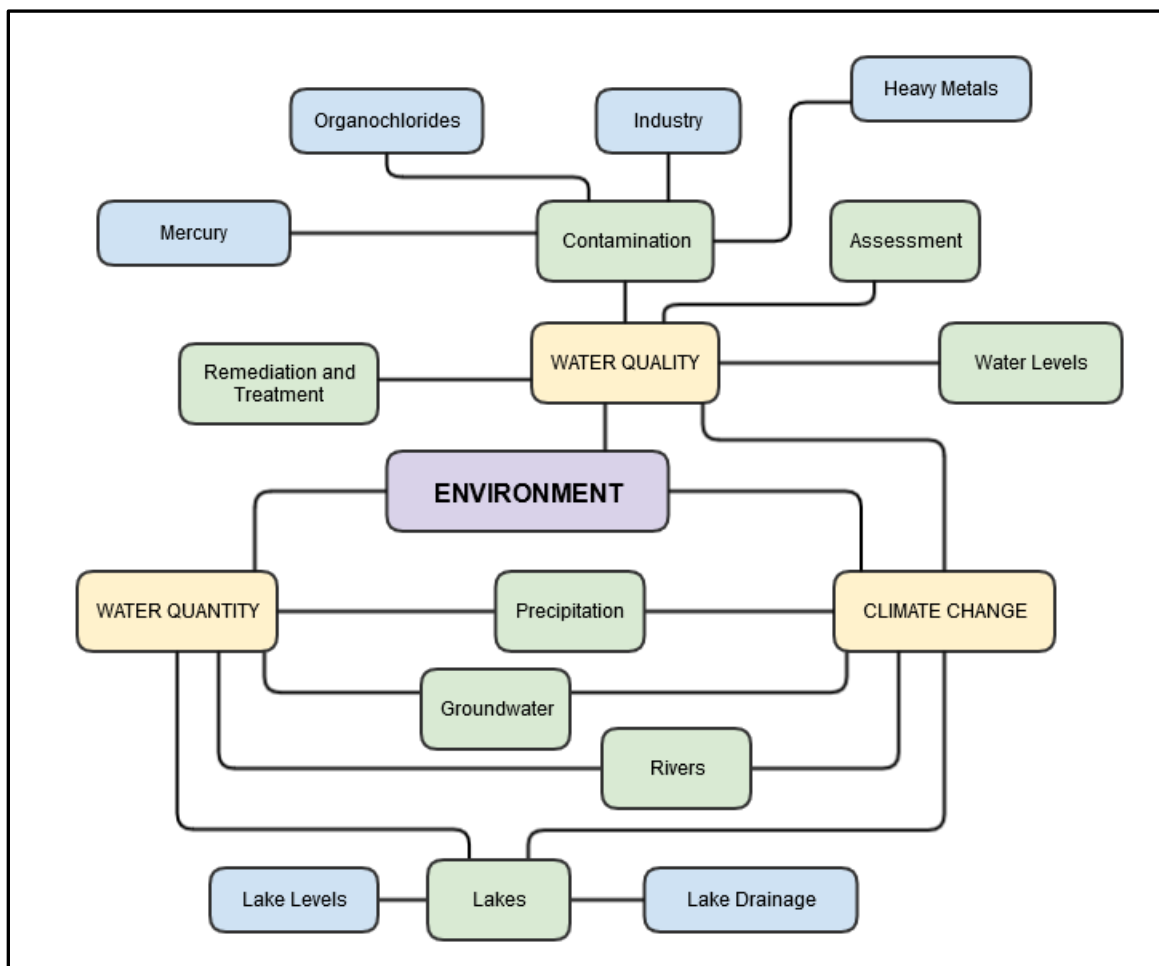 Heavy Metals
Organochlorides
Industry
Mercury
Contamination
Assessment
WATER QUALITY
Water Levels
Remediation and
Treatment
ENVIRONMENT
WATER QUANTITY
Precipitation
CLIMATE CHANGE
Groundwater
Rivers
Lake Levels
Lakes
Lake Drainage